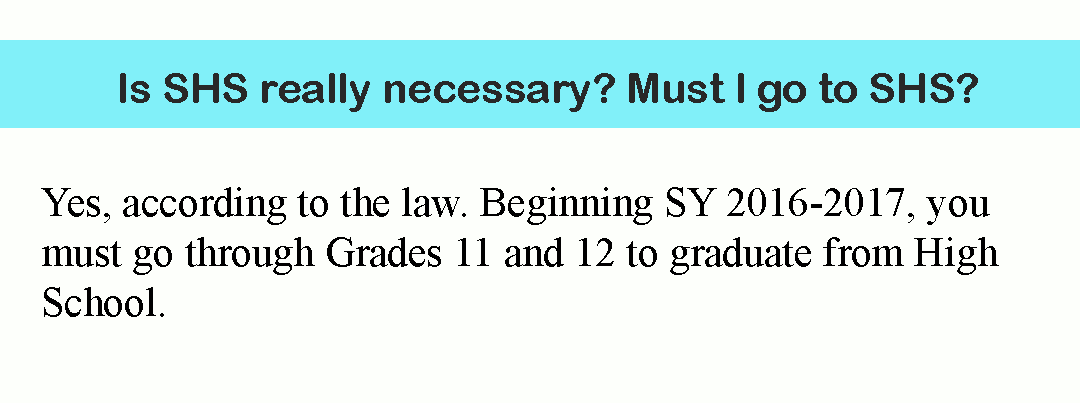 Is SHS really necessary? Must I go to SHS?
Yes, according to the law. Beginning SY 2016-2017, you
must go through Grades 11 and 12 to graduate from High
School.